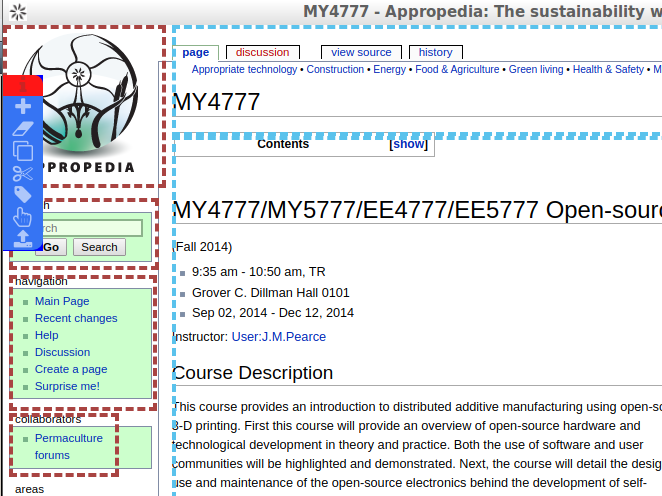 MY4777 - Appropedia: The sustainability w
page discussion view source history
Appropriate technology • Construction • Energy • Food & Agriculture • Green living • Health & Safety • M
MY4777
PROPEDIA
Contents [show]
MY4777/MY5777/EE4777/EE5777 Open-sourc
(Fall 2014)
9:35 am - 10:50 am, TR
Grover C. Dillman Hall 0101
Sep 02, 2014 - Dec 12, 2014
Instructor: User:J.M.Pearce
Course Description
This course provides an introduction to distributed additive manufacturing using open-so
3-D printing. First this course will provide an overview of open-source hardware and
technological development in theory and practice. Both the use of software and user
communities will be highlighted and demonstrated. Next, the course will detail the desig
use and maintenance of the open-source electronics behind the development of self-
rch
Go Search
navigation
Main Page
Recent changes
Help
Discussion
Create a page
Surprise me!
collaborators
Permaculture
forums
areas